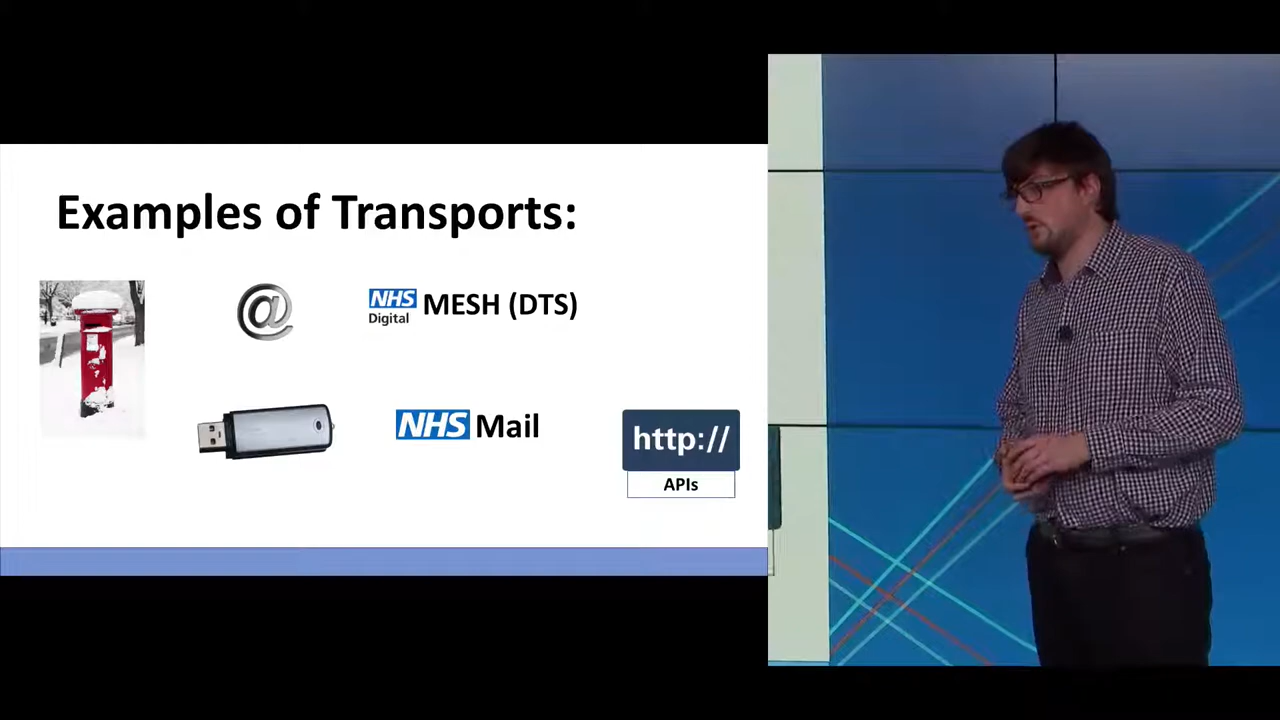 Examples of Transports:
@
NHS
Digital
MESH (DTS)
NHS Mail
http://
APIs